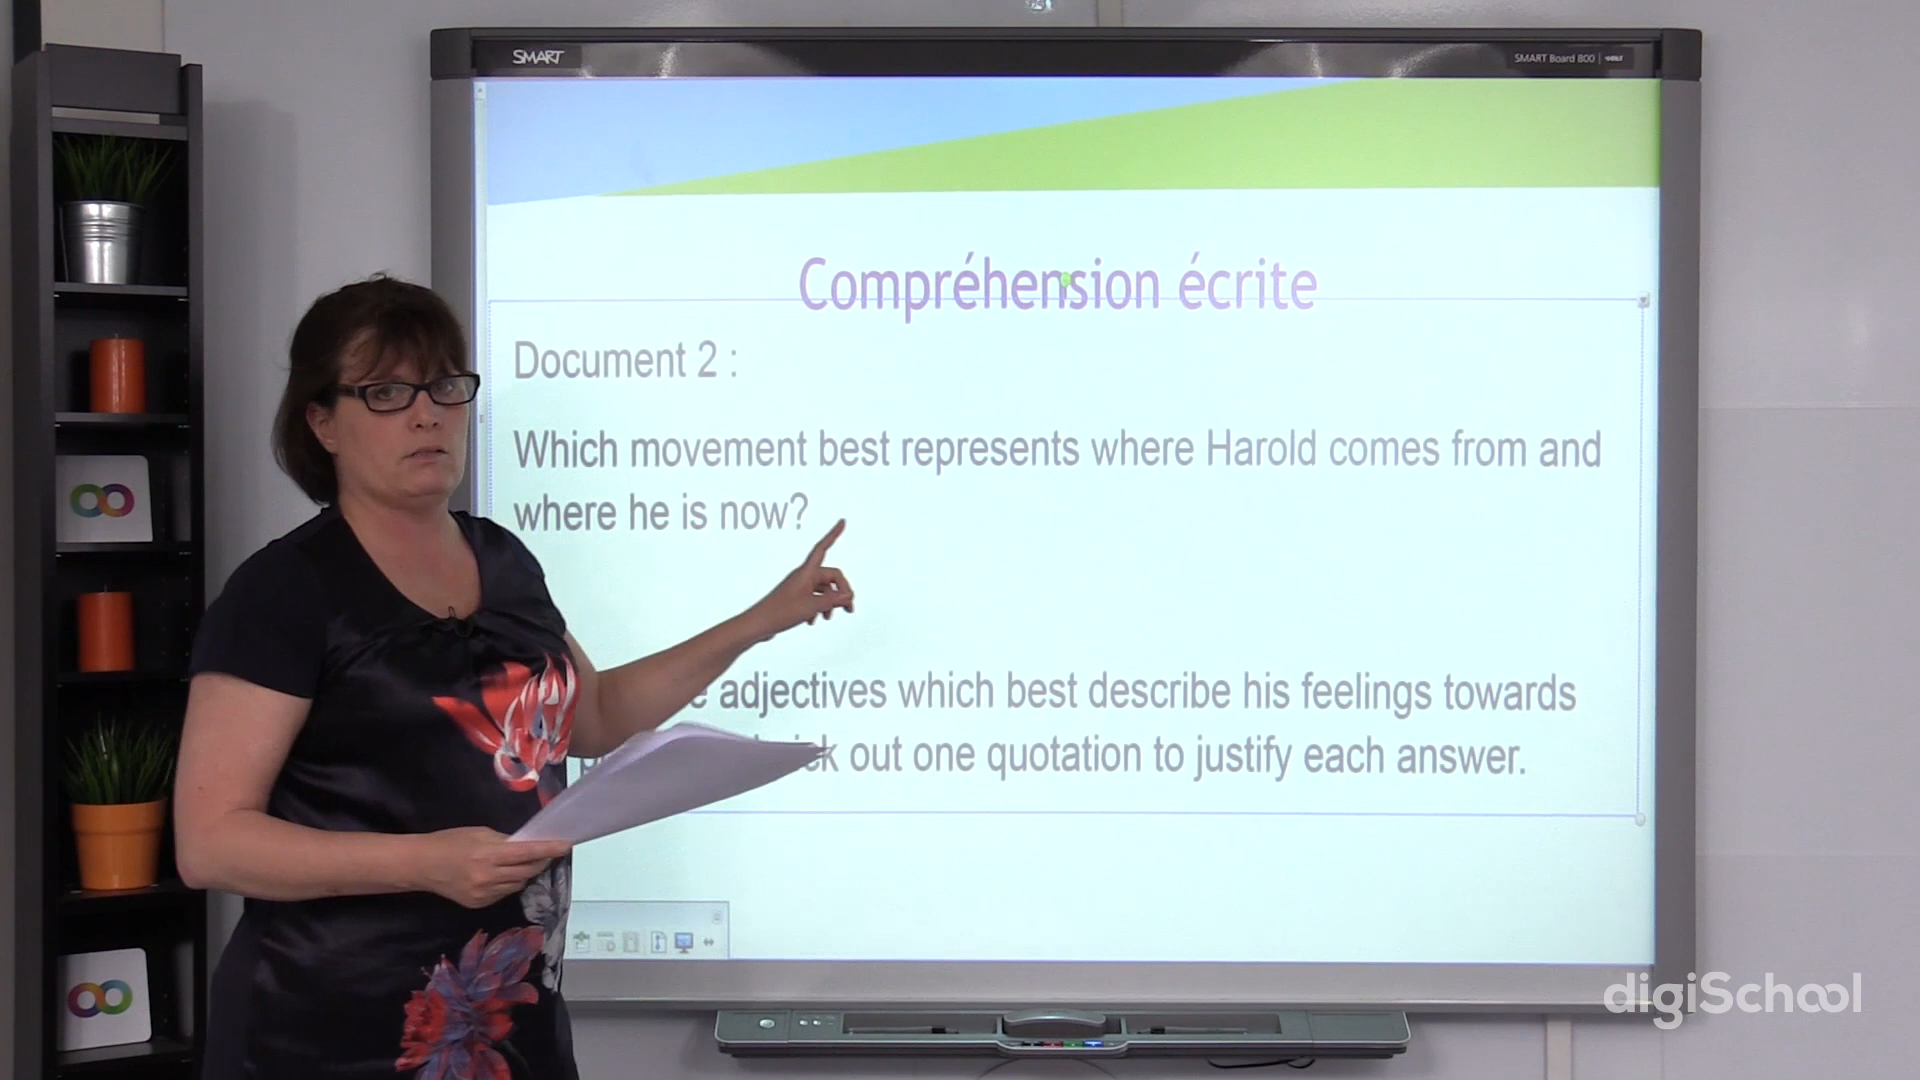 SMART
SMART Board 800
Compréhension écrite
Document 2 :
Which movement best represents where Harold comes from and
where he is now?
adjectives which best describe his feelings towards
out one quotation to justify each answer.
digiSchool